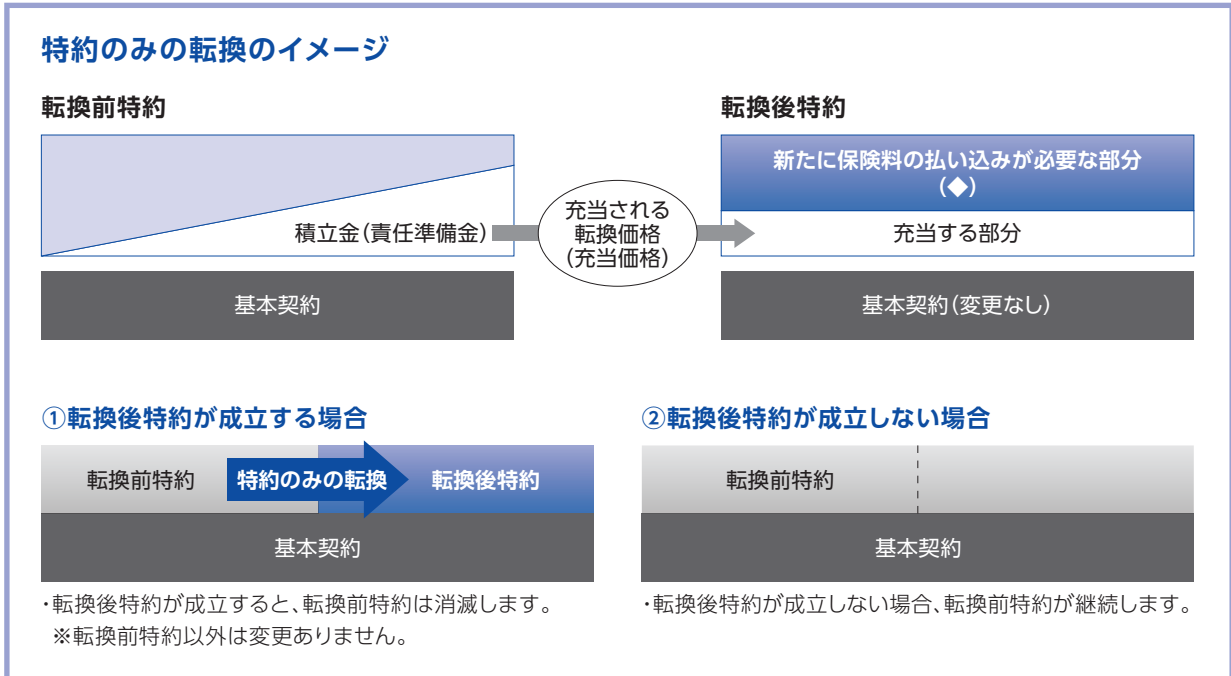 特約のみの転換のイメージ
転換前特約
積立金(責任準備金)
基本契約
充当される
転換価格
(充当価格)
転換後特約
新たに保険料の払い込みが必要な部分
(◆)
充当する部分
基本契約(変更なし)
①転換後特約が成立する場合
転換前特約
特約のみの転換
転換後特約
基本契約
・転換後特約が成立すると、転換前特約は消滅します。
※転換前特約以外は変更ありません。
②転換後特約が成立しない場合
転換前特約
基本契約
・転換後特約が成立しない場合、転換前特約が継続します。